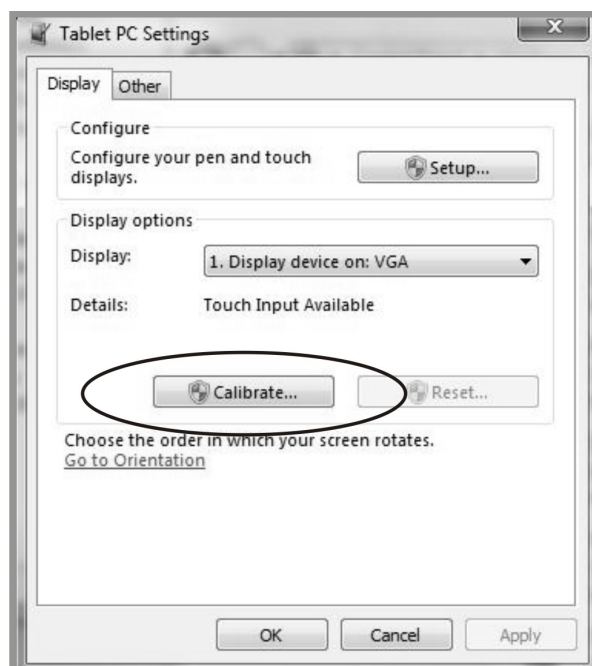 Tablet PC Settings
Display
Other
Configure
Configure your pen and touch
displays.
Setup...
Display options
Display:
1. Display device on: VGA
Details:
Touch Input Available
Calibrate...
Reset...
Choose the order in which your screen rotates.
Go to Orientation
OK
Cancel
Apply